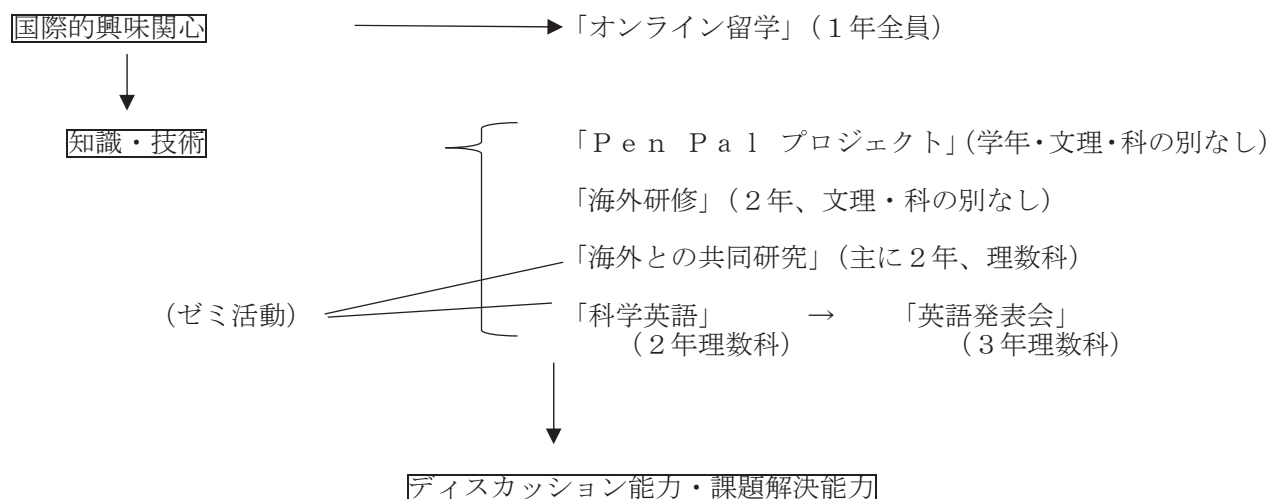 国際的興味関心 「オンライン留学」（１年全員）
知識・技術 「Ｐｅｎ Ｐａｌ プロジェクト」（学年・文理・科の別なし）
「海外研修」（２年、文理・科の別なし）
「海外との共同研究」（主に２年、理数科）
（ゼミ活動） 「科学英語」 → 「英語発表会」
（２年理数科） （３年理数科）
ディスカッション能力・課題解決能力